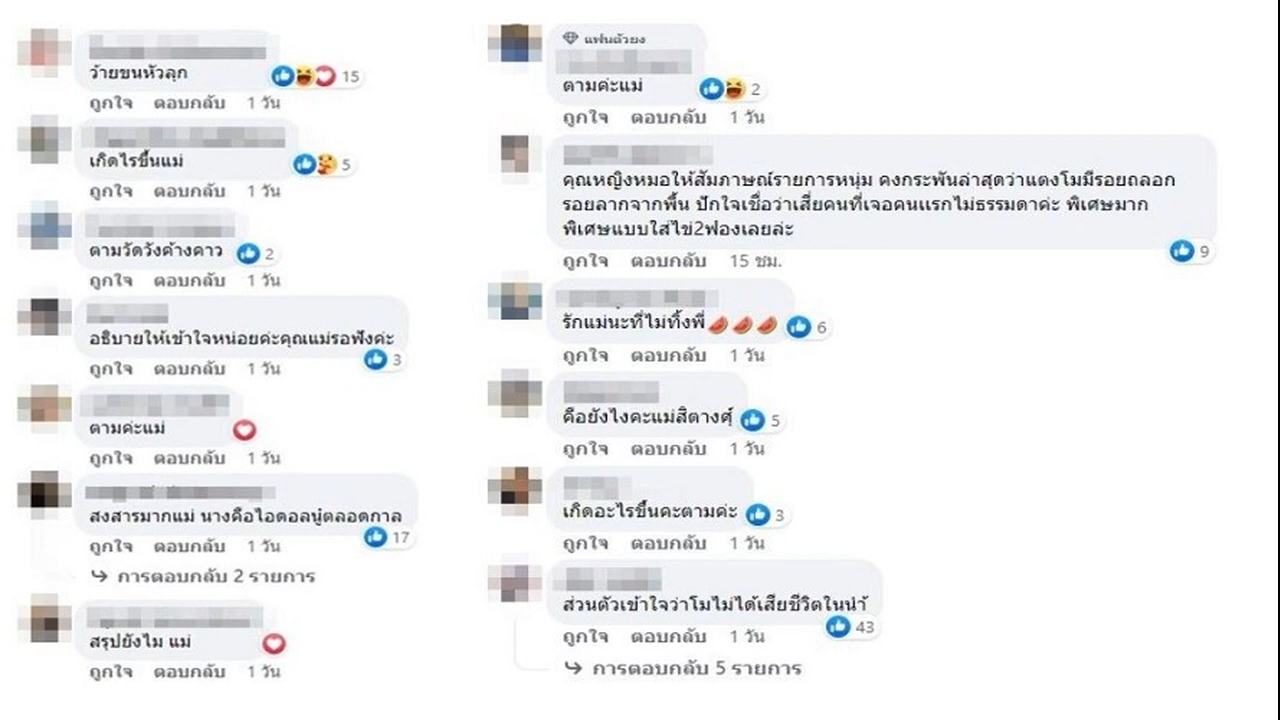 ว้ายขนหัวลุก
15
ถูกใจ ตอบกลับ 1 วัน
เกิดไรขึ้นแม่
5
ถูกใจ ตอบกลับ 1 วัน
ตามวัดวังค้างคาว
2
ถูกใจ ตอบกลับ 1 วัน
อธิบายให้เข้าใจหน่อยค่ะคุณแม่รอฟังค่ะ
3
ถูกใจ ตอบกลับ 1 วัน
ตามค่ะแม่
ถูกใจ ตอบกลับ 1 วัน
สงสารมากแม่ นางคือไอดอลนู๋ตลอดกาล
17
ถูกใจ ตอบกลับ 1 วัน
การตอบกลับ 2 รายการ
สรุปยังไม แม่
ถูกใจ ตอบกลับ 1 วัน
แฟนตัวยง
ตามค่ะแม่
2
ถูกใจ ตอบกลับ 1 วัน
คุณหญิงหมอให้สัมภาษณ์รายการหนุ่ม คงกระพันล่าสุดว่าแตงโมมีรอยถลอก
รอยลากจากพื้น ปักใจเชื่อว่าเสี่ยคนที่เจอคนแรกไม่ธรรมดาค่ะ พิเศษมาก
พิเศษแบบใส่ไข่2ฟองเลยล่ะ
9
ถูกใจ ตอบกลับ 15 ชม.
รักแม่นะที่ไม่ทิ้งพี่🍉🍉🍉
6
ถูกใจ ตอบกลับ 1 วัน
คือยังไงคะแม่สิตางศุ์
5
ถูกใจ ตอบกลับ 1 วัน
เกิดอะไรขึ้นคะตามค่ะ
3
ถูกใจ ตอบกลับ 1 วัน
ส่วนตัวเข้าใจว่าโมไม่ได้เสียชีวิตในน้ำ
43
ถูกใจ ตอบกลับ 1 วัน
การตอบกลับ 5 รายการ